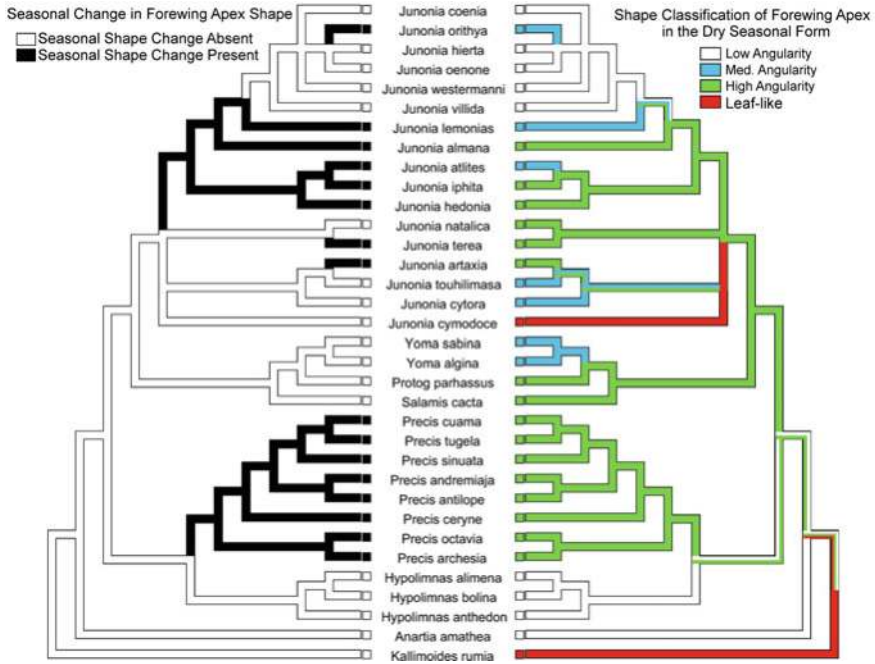 Seasonal Change in Forewing Apex Shape
Seasonal Shape Change Absent
Seasonal Shape Change Present
Shape Classification of Forewing Apex
in the Dry Seasonal Form
Low Angularity
Med. Angularity
High Angularity
Leaf-like
Junonia coenia
Junonia orithya
Junonia hierta
Junonia oenone
Junonia westermanni
Junonia villida
Junonia lemonias
Junonia almana
Junonia atlites
Junonia iphita
Junonia hedonia
Junonia natalica
Junonia terea
Junonia artaxia
Junonia touhilimasa
Junonia cytora
Junonia cymodoce
Yoma sabina
Yoma algina
Protog parhassus
Salamis cacta
Precis cuama
Precis tugela
Precis sinuata
Precis andremiaja
Precis antilope
Precis ceryne
Precis octavia
Precis archesia
Hypolimnas alimena
Hypolimnas bolina
Hypolimnas anthedon
Anartia amathea
Kallimoides rumia